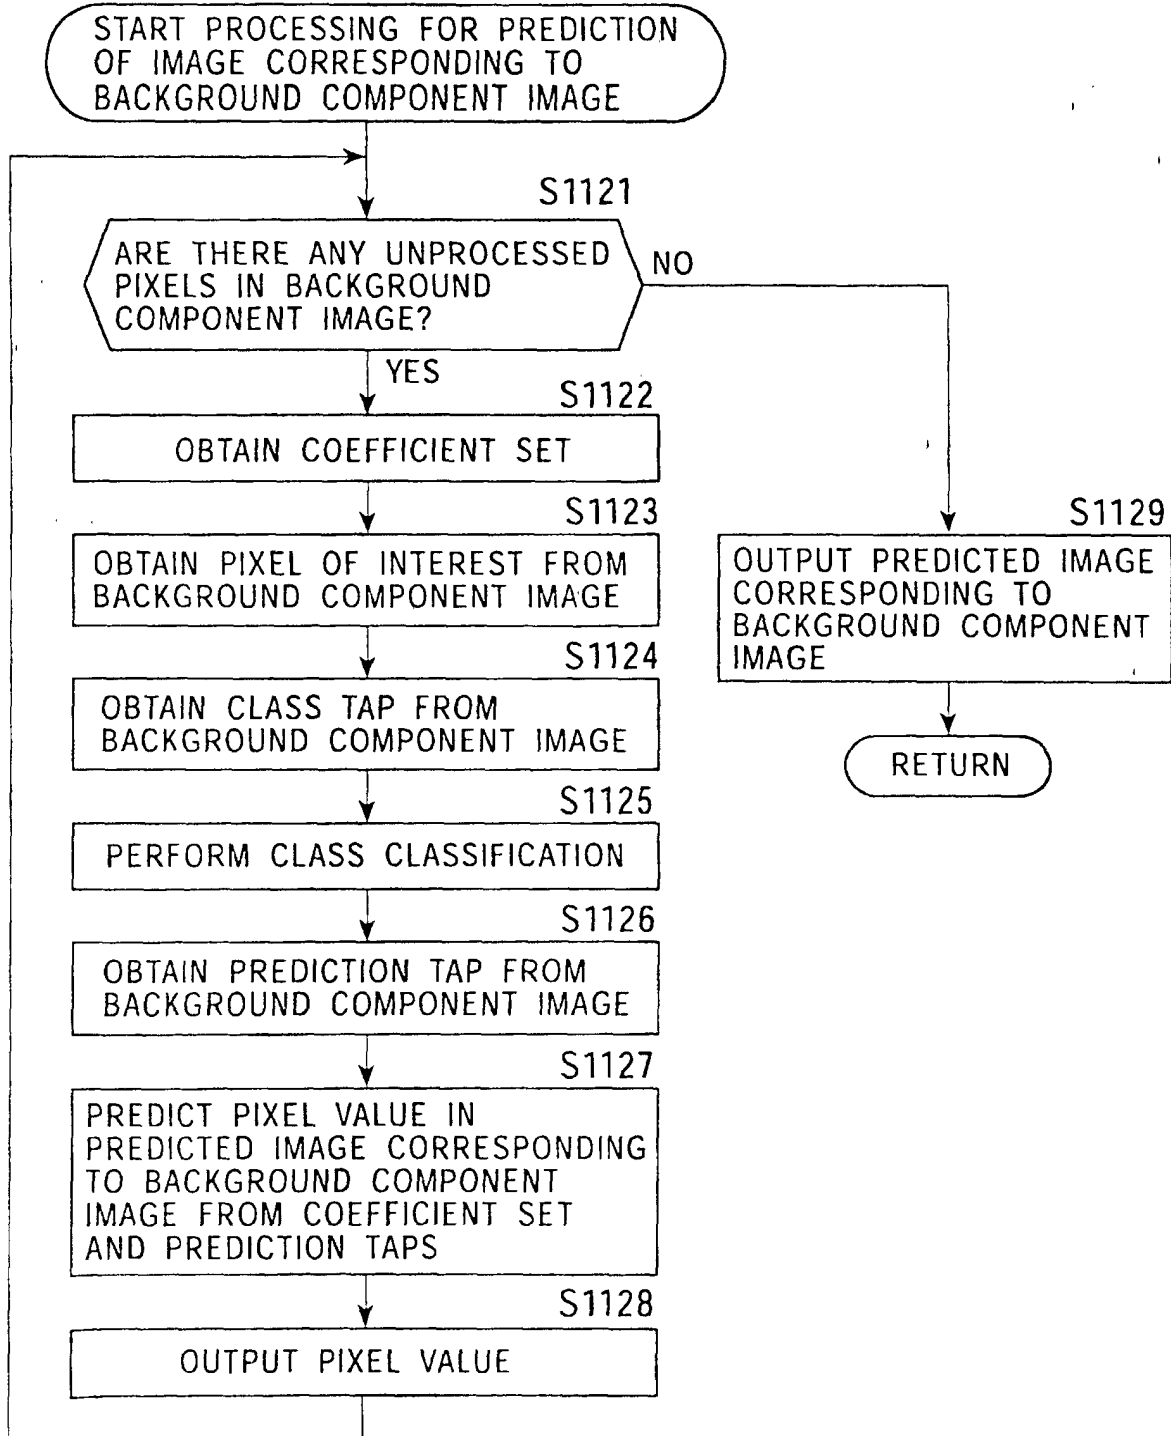 START PROCESSING FOR PREDICTION
OF IMAGE CORRESPONDING TO
BACKGROUND COMPONENT IMAGE
S1121
ARE THERE ANY UNPROCESSED
PIXELS IN BACKGROUND
COMPONENT IMAGE?
NO
YES
S1122
OBTAIN COEFFICIENT SET
S1123
OBTAIN PIXEL OF INTEREST FROM
BACKGROUND COMPONENT IMAGE
S1124
OBTAIN CLASS TAP FROM
BACKGROUND COMPONENT IMAGE
S1125
PERFORM CLASS CLASSIFICATION
S1126
OBTAIN PREDICTION TAP FROM
BACKGROUND COMPONENT IMAGE
S1127
PREDICT PIXEL VALUE IN
PREDICTED IMAGE CORRESPONDING
TO BACKGROUND COMPONENT
IMAGE FROM COEFFICIENT SET
AND PREDICTION TAPS
S1128
OUTPUT PIXEL VALUE
S1129
OUTPUT PREDICTED IMAGE
CORRESPONDING TO
BACKGROUND COMPONENT
IMAGE
RETURN